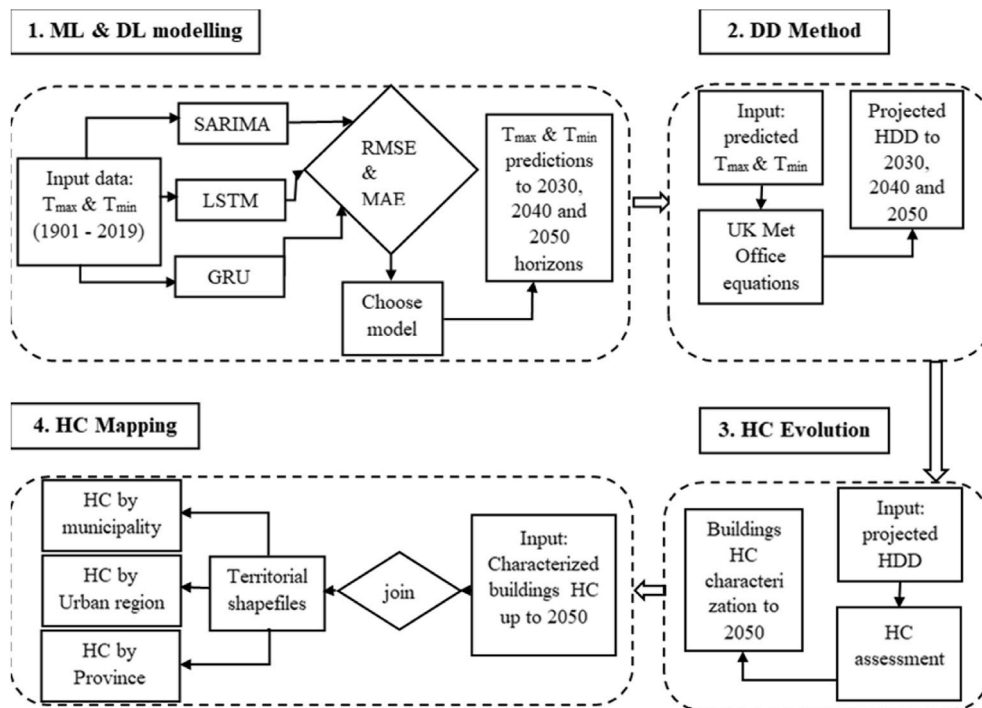 1. ML & DL modelling
Input data:
Tmax & Tmin
(1901 - 2019)
SARIMA
LSTM
GRU
RMSE
&
MAE
Choose
model
Tmax & Tmin
predictions
to 2030,
2040 and
2050
horizons
2. DD Method
Input:
predicted
Tmax & Tmin
UK Met
Office
equations
Projected
HDD to
2030,
2040 and
2050
3. HC Evolution
Input:
projected
HDD
HC
assessment
Buildings
HC
characteri
zation to
2050
4. HC Mapping
Input:
Characterized
buildings HC
up to 2050
join
Territorial
shapefiles
HC by
municipality
HC by
Urban region
HC by
Province